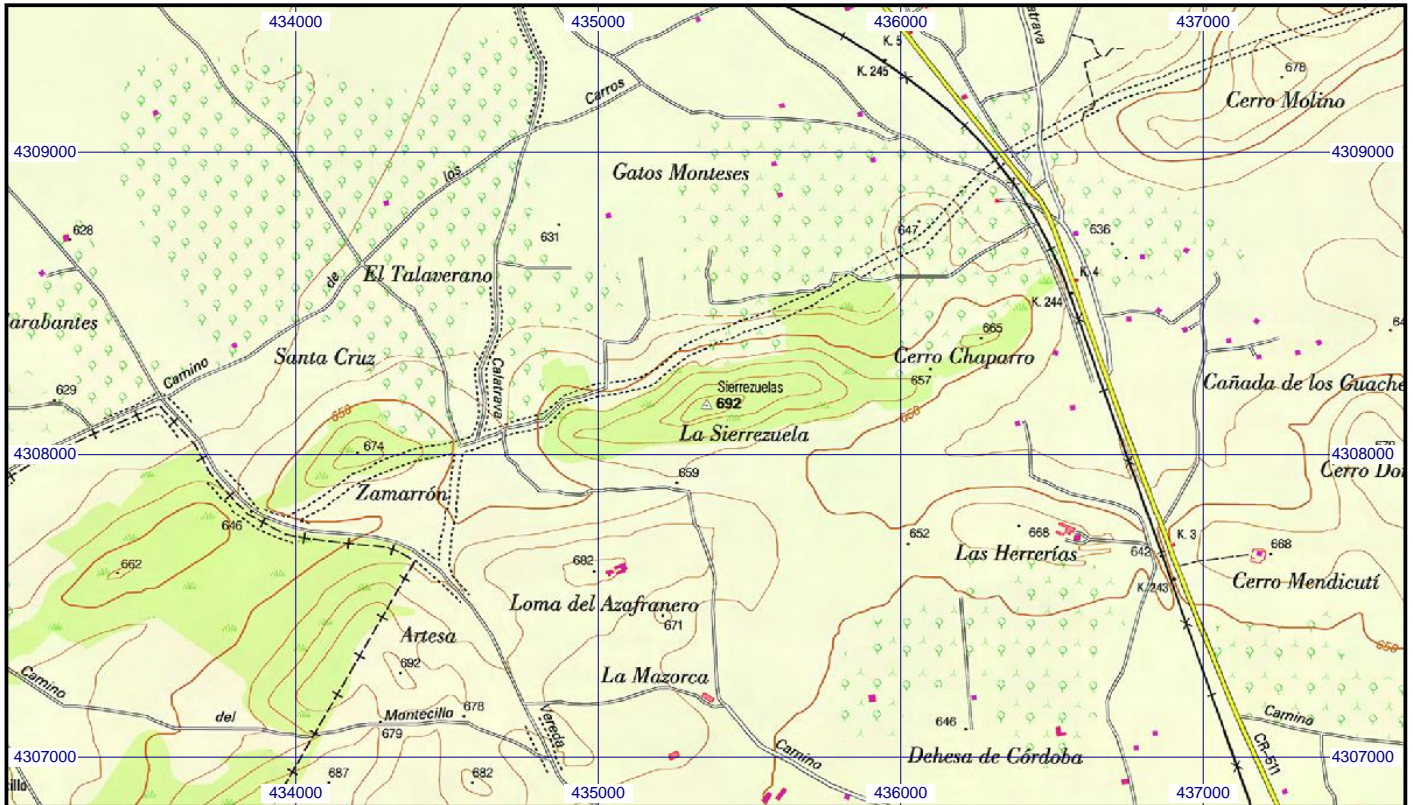 434000
435000
436000
437000
K. 5
atrava
K. 245
678
Cerro Molino
Carros
4309000
4309000
los
Gatos Monteses
628
631
647
636
El Talaverano
de
K. 4
K. 244
arabantes
Santa Cruz
Calatrava
665
Cerro Chaparro
Camino
657
629
Sierrezuelas
692
Cañada de los Guache
650
650
La Sierrezuela
674
4308000
4308000
659
Cerro Do
Zamarrón
646
652
668
Las Herrerías
642
K. 3
668
662
682
K. 243
Cerro Mendicutí
Loma del Azafranero
671
Artesa
650
692
La Mazorca
Camino
del
Montecillo
678
679
Vereda
646
Camino
Camino
CR-511
4307000
4307000
Dehesa de Córdoba
687
682
illo
434000
435000
436000
437000